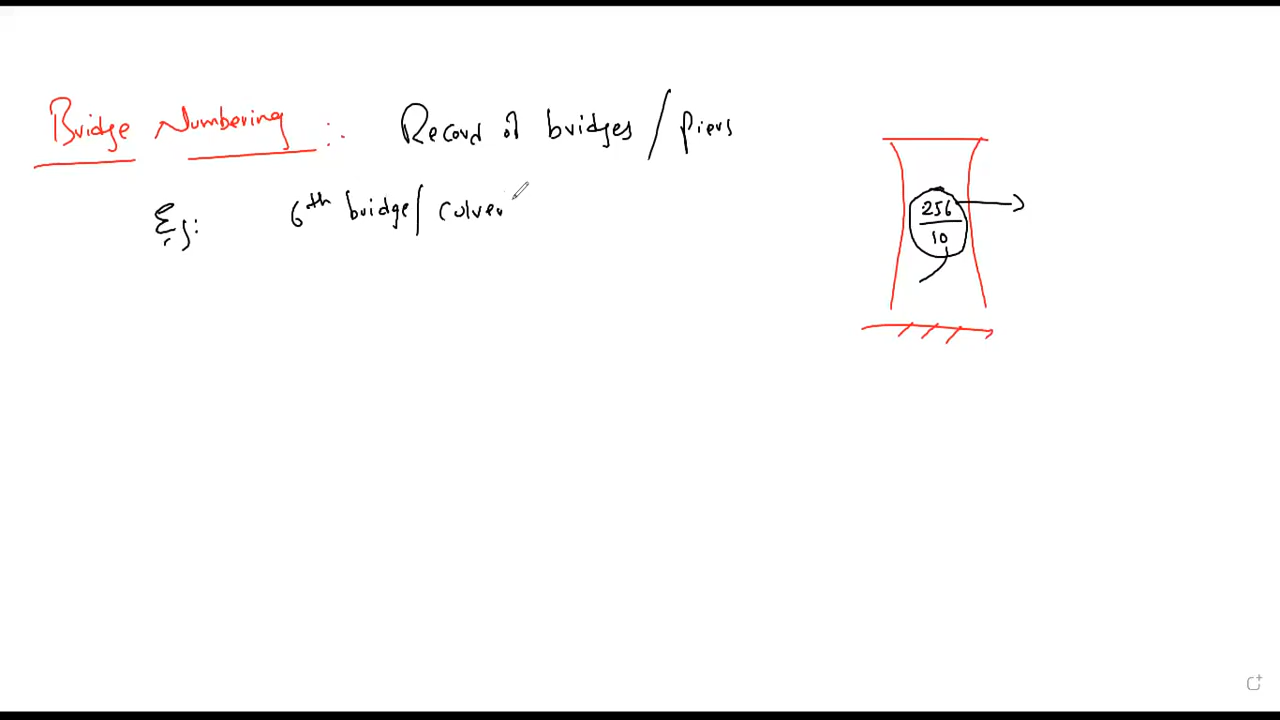 Bridge Numbering :- Record of bridges / piers
Eg: 6th bridge/ culver
256
10